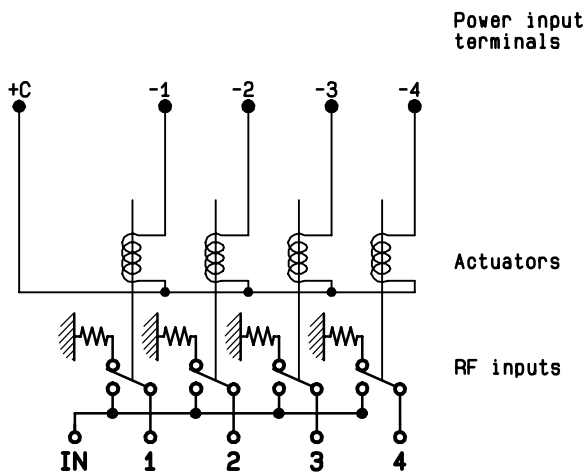 Power input
terminals
+C -1 -2 -3 -4
Actuators
RF inputs
IN 1 2 3 4